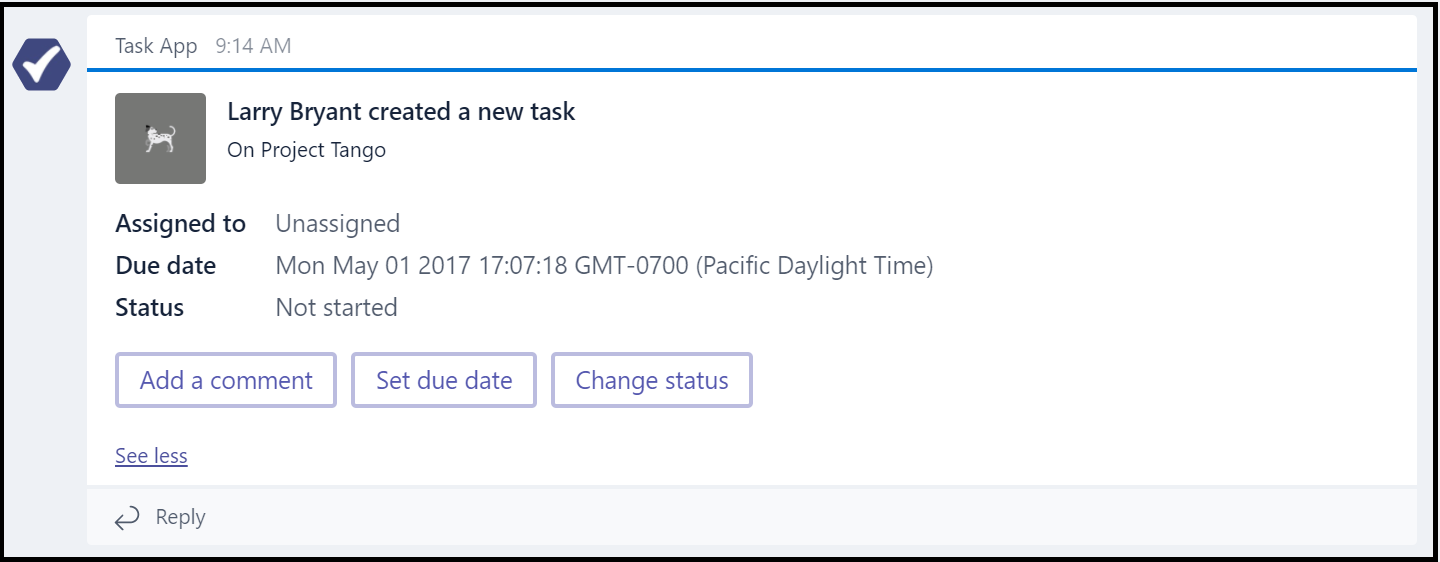 Task App 9:14 AM
Larry Bryant created a new task
On Project Tango
Assigned to Unassigned
Due date Mon May 01 2017 17:07:18 GMT-0700 (Pacific Daylight Time)
Status Not started
Add a comment Set due date Change status
See less
Reply